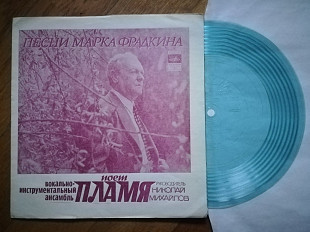 ПЕСНИ МАРКА ФРАДКИНА
поет
вокально-
инструментальный
ансамбль
ПЛАМЯ
РУКОВОДИТЕЛЬ
НИКОЛАЙ
МИХАЙЛОВ